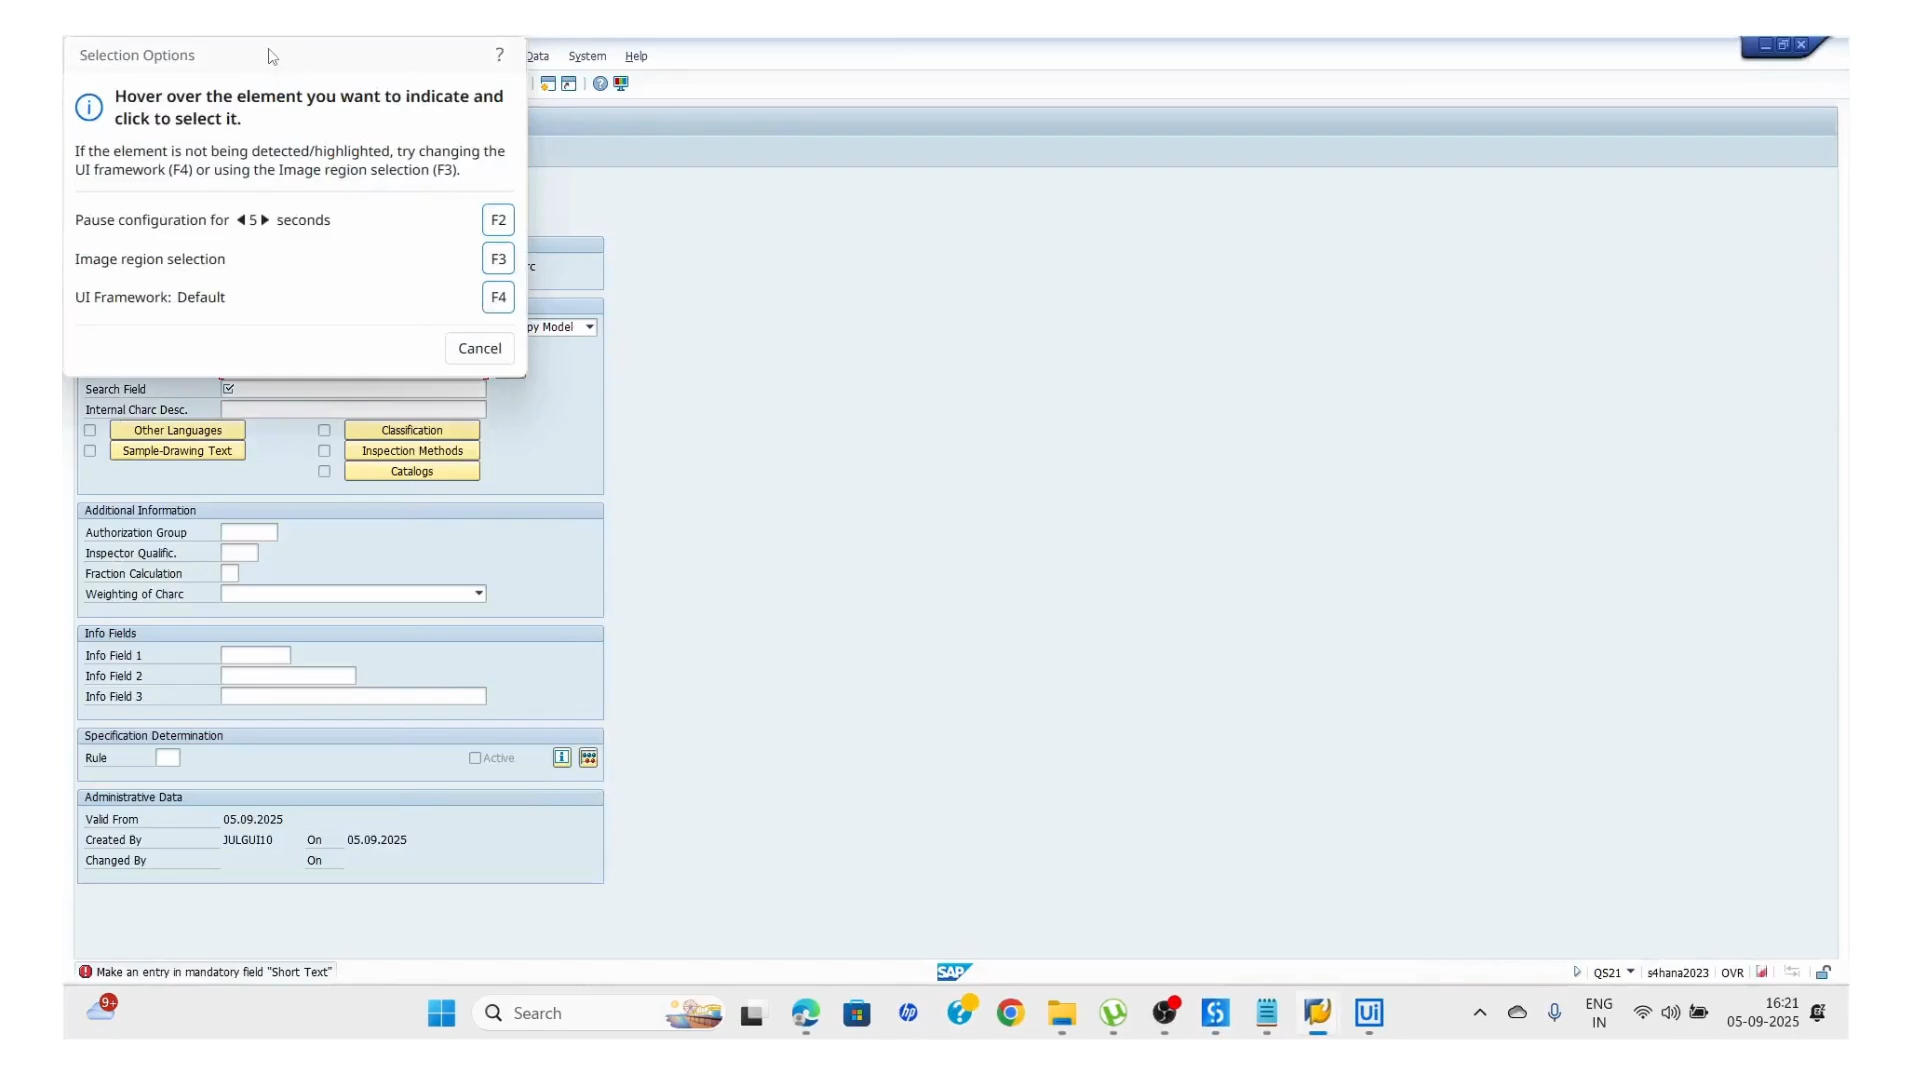 Selection Options ?
Data System Help
Hover over the element you want to indicate and
click to select it.
If the element is not being detected/highlighted, try changing the
UI framework (F4) or using the Image region selection (F3).
Pause configuration for 5 seconds F2
Image region selection F3
UI Framework: Default F4
Cancel
Search Field
Internal Charc Desc.
Other Languages Classification
Sample-Drawing Text Inspection Methods
Catalogs
Additional Information
Authorization Group
Inspector Qualific.
Fraction Calculation
Weighting of Charc
Info Fields
Info Field 1
Info Field 2
Info Field 3
Specification Determination
Rule Active
Administrative Data
Valid From 05.09.2025
Created By JULGUI10 On 05.09.2025
Changed By On
Make an entry in mandatory field "Short Text" SAP QS21 s4hana2023 OVR
9+ Search hp Ui ENG 16:21
IN 05-09-2025